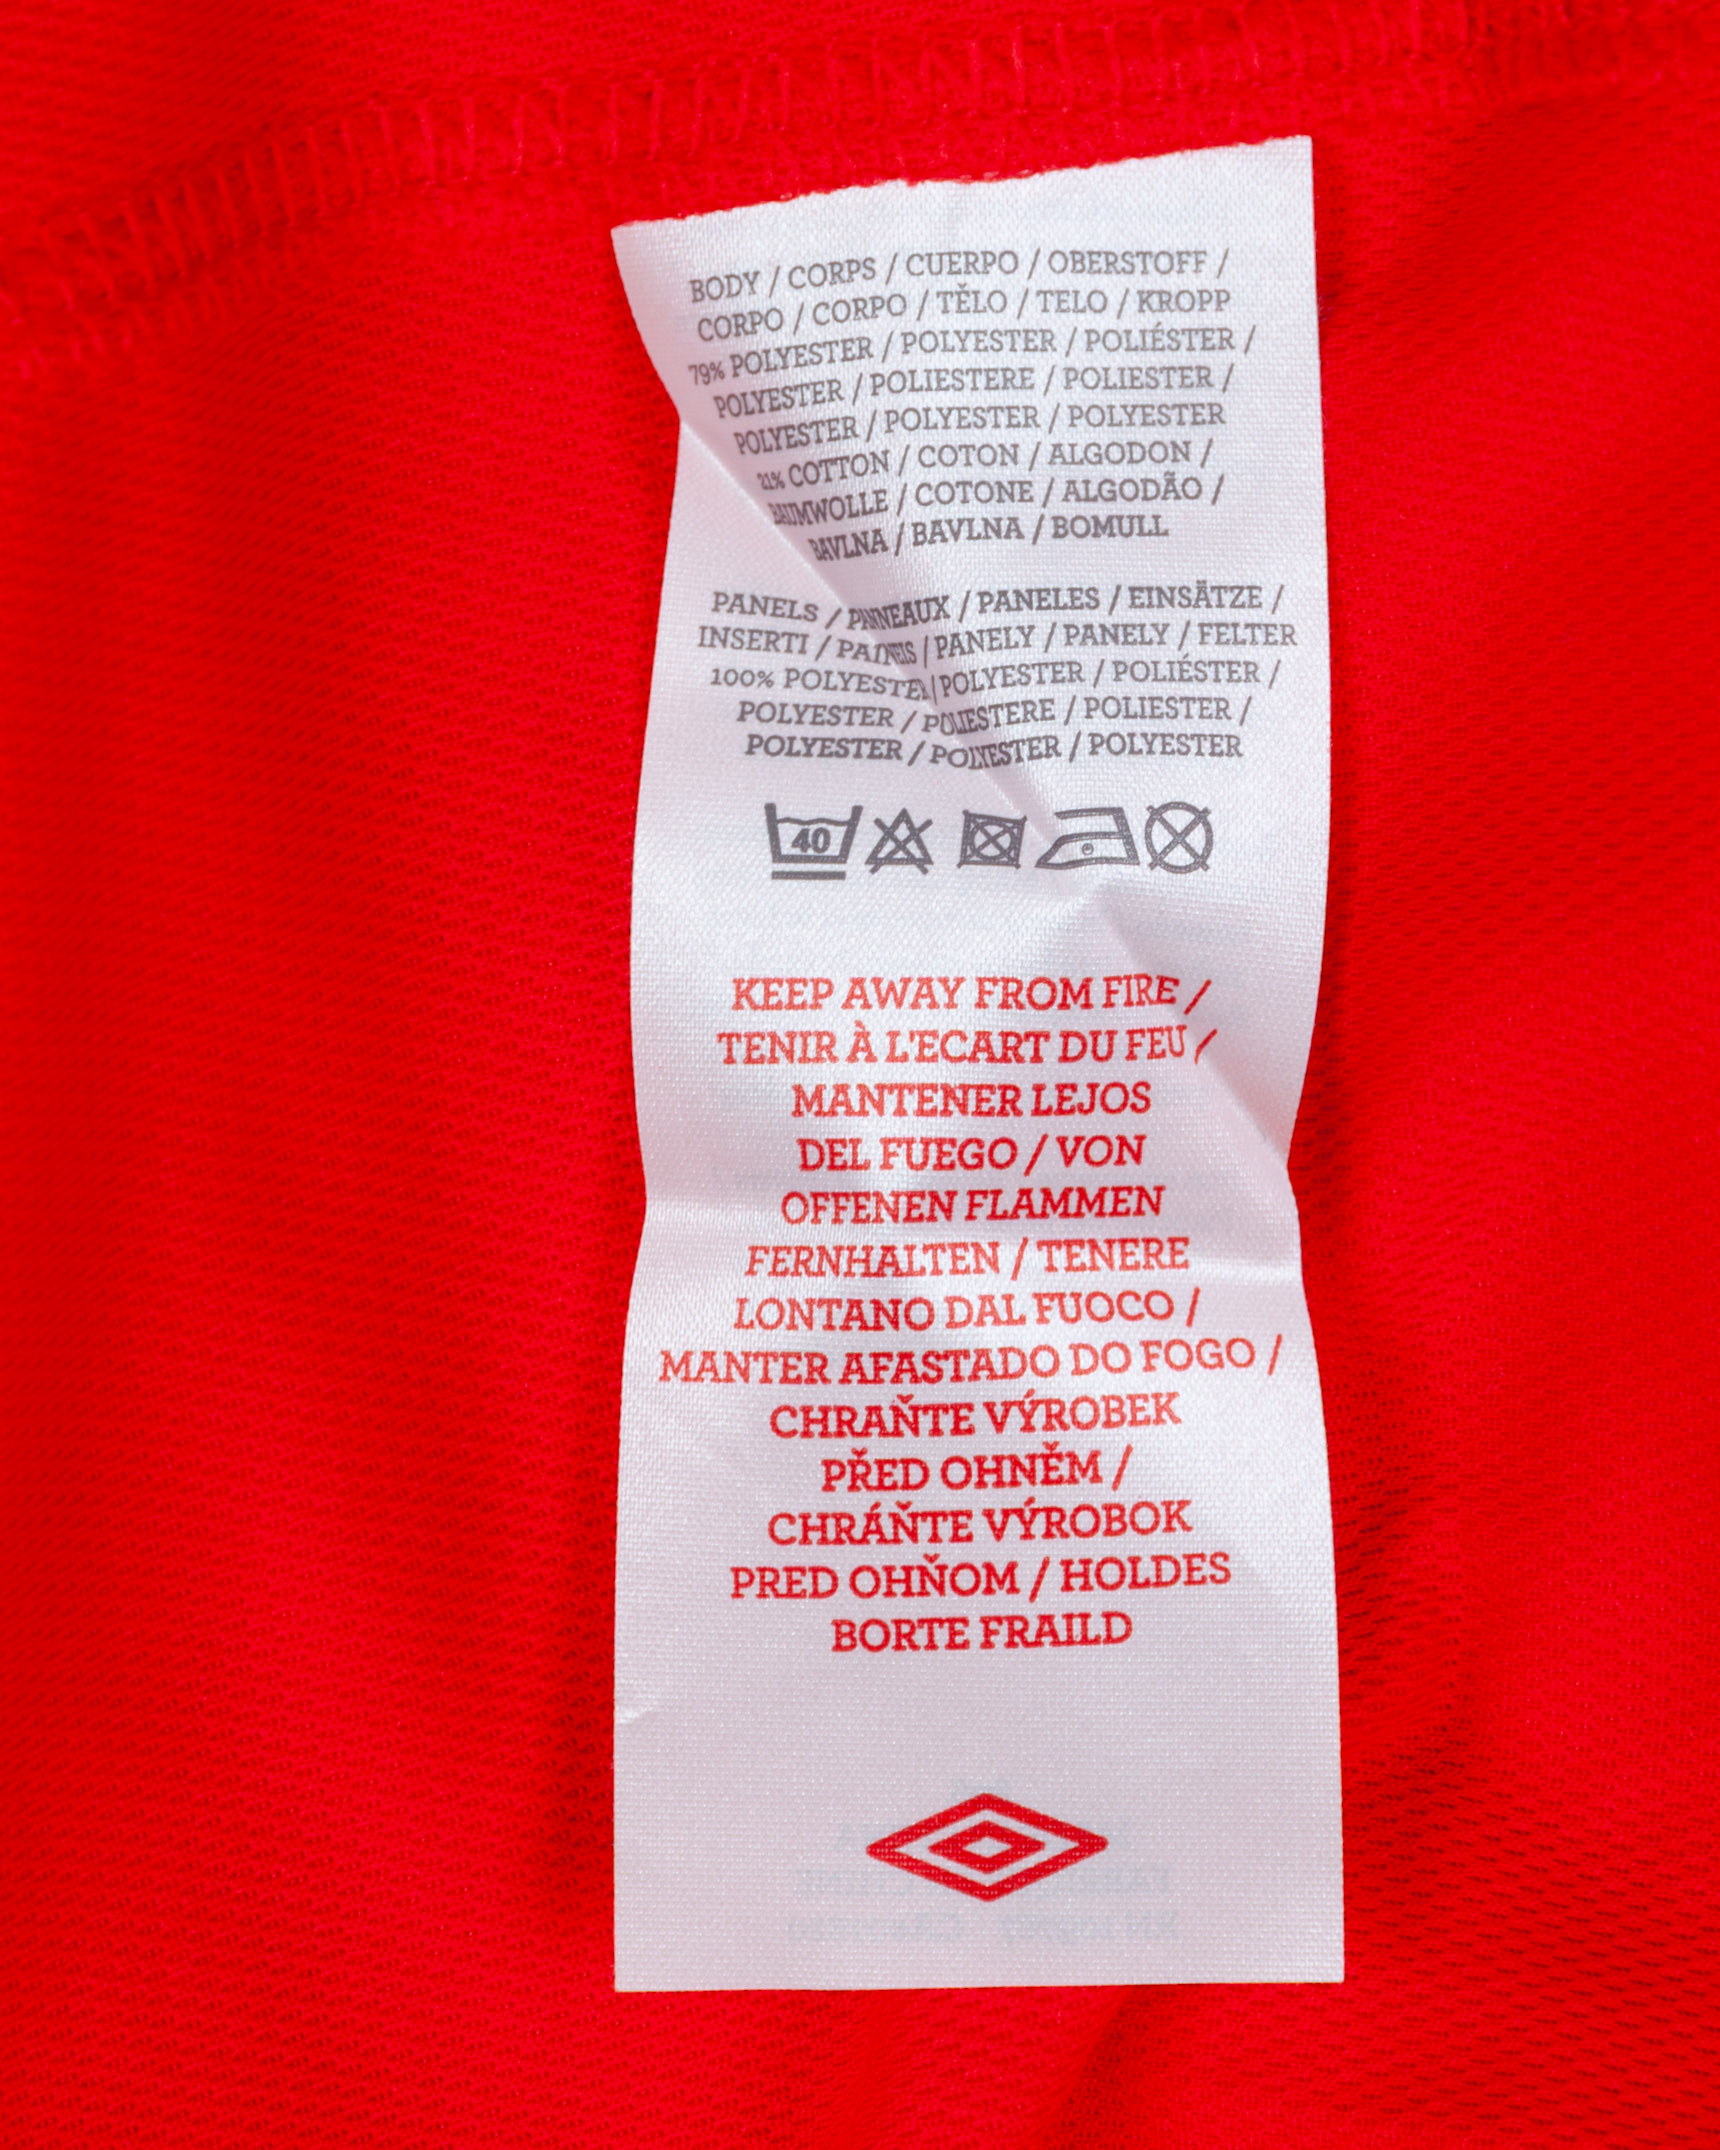 BODY / CORPS / CUERPO / OBERSTOFF /
CORPO / CORPO / TĚLO / TELO / KROPP
79% POLYESTER / POLYESTER / POLIÉSTER /
POLYESTER / POLIESTERE / POLIESTER /
POLYESTER / POLYESTER / POLYESTER
21% COTTON / COTON / ALGODON /
BAUMWOLLE / COTONE / ALGODÃO /
BAVLNA / BAVLNA / BOMULL
PANELS / PANNEAUX / PANELES / EINSÄTZE /
INSERTI / PAINEIS / PANELY / PANELY / FELTER
100% POLYESTER / POLYESTER / POLIÉSTER /
POLYESTER / POLIESTERE / POLIESTER /
POLYESTER / POLYESTER / POLYESTER
40
KEEP AWAY FROM FIRE /
TENIR À L'ECART DU FEU /
MANTENER LEJOS
DEL FUEGO / VON
OFFENEN FLAMMEN
FERNHALTEN / TENERE
LONTANO DAL FUOCO /
MANTER AFASTADO DO FOGO /
CHRAŇTE VÝROBEK
PŘED OHNĚM /
CHRÁŇTE VÝROBOK
PRED OHŇOM / HOLDES
BORTE FRAILD